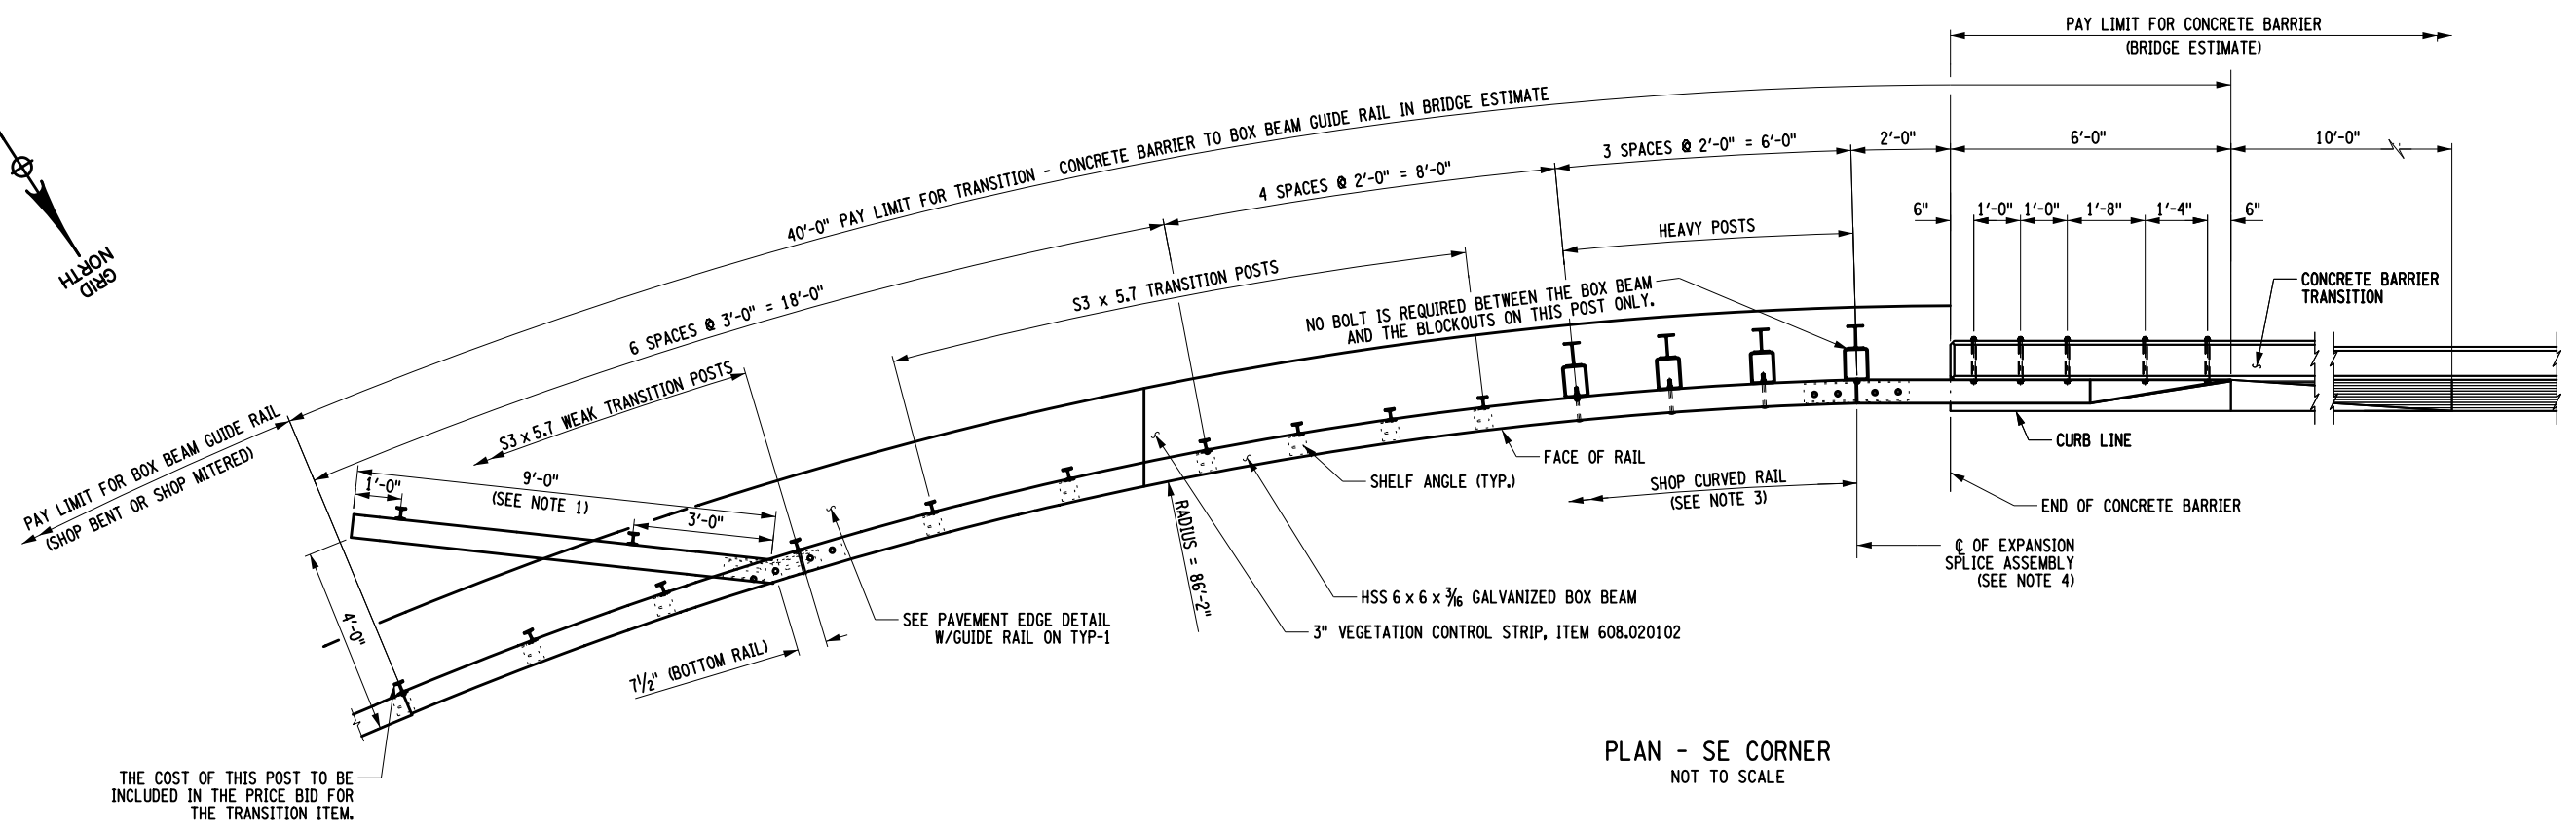 PAY LIMIT FOR CONCRETE BARRIER
(BRIDGE ESTIMATE)
40'-0" PAY LIMIT FOR TRANSITION - CONCRETE BARRIER TO BOX BEAM GUIDE RAIL IN BRIDGE ESTIMATE
3 SPACES @ 2'-0" = 6'-0"
2'-0"
6'-0"
10'-0"
4 SPACES @ 2'-0" = 8'-0"
6"
1'-0"
1'-0"
1'-8"
1'-4"
6"
HEAVY POSTS
GRID
NORTH
6 SPACES @ 3'-0" = 18'-0"
S3 x 5.7 TRANSITION POSTS
NO BOLT IS REQUIRED BETWEEN THE BOX BEAM
AND THE BLOCKOUTS ON THIS POST ONLY.
CONCRETE BARRIER
TRANSITION
S3 x 5.7 WEAK TRANSITION POSTS
PAY LIMIT FOR BOX BEAM GUIDE RAIL
(SHOP BENT OR SHOP MITERED)
9'-0"
(SEE NOTE 1)
1'-0"
3'-0"
CURB LINE
FACE OF RAIL
SHELF ANGLE (TYP.)
SHOP CURVED RAIL
(SEE NOTE 3)
END OF CONCRETE BARRIER
RADIUS = 86'-2"
℄ OF EXPANSION
SPLICE ASSEMBLY
(SEE NOTE 4)
HSS 6 x 6 x 3⁄16 GALVANIZED BOX BEAM
SEE PAVEMENT EDGE DETAIL
W/GUIDE RAIL ON TYP-1
3" VEGETATION CONTROL STRIP, ITEM 608.020102
4'-0"
7½" (BOTTOM RAIL)
PLAN - SE CORNER
NOT TO SCALE
THE COST OF THIS POST TO BE
INCLUDED IN THE PRICE BID FOR
THE TRANSITION ITEM.